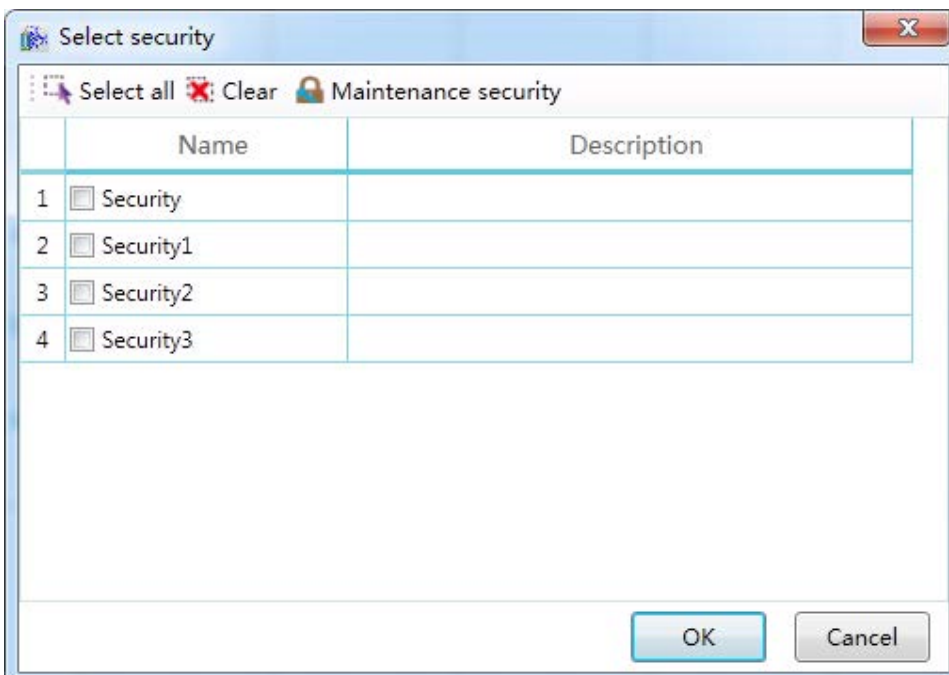 Select security
Select all Clear Maintenance security
Name Description
1 Security
2 Security1
3 Security2
4 Security3
OK Cancel